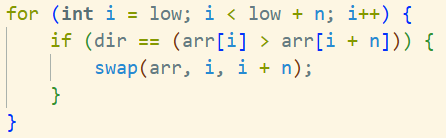 for (int i = low; i < low + n; i++) {
    if (dir == (arr[i] > arr[i + n])) {
        swap(arr, i, i + n);
    }
}